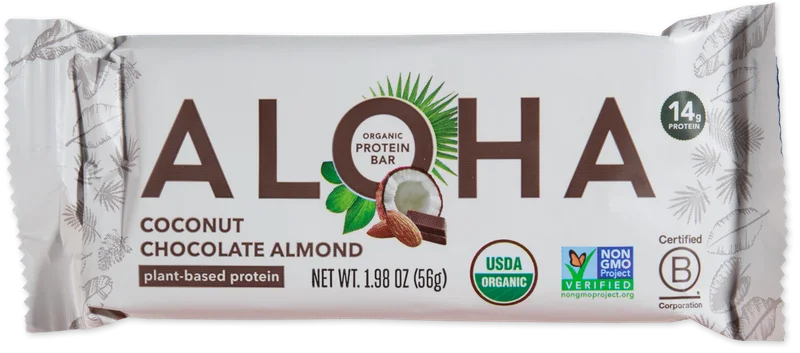 ALOHA
ORGANIC
PROTEIN
BAR
14g
PROTEIN
COCONUT
CHOCOLATE ALMOND
plant-based protein
NET WT. 1.98 OZ (56g)
USDA
ORGANIC
NON
GMO
Project
VERIFIED
nongmoproject.org
Certified
B
Corporation